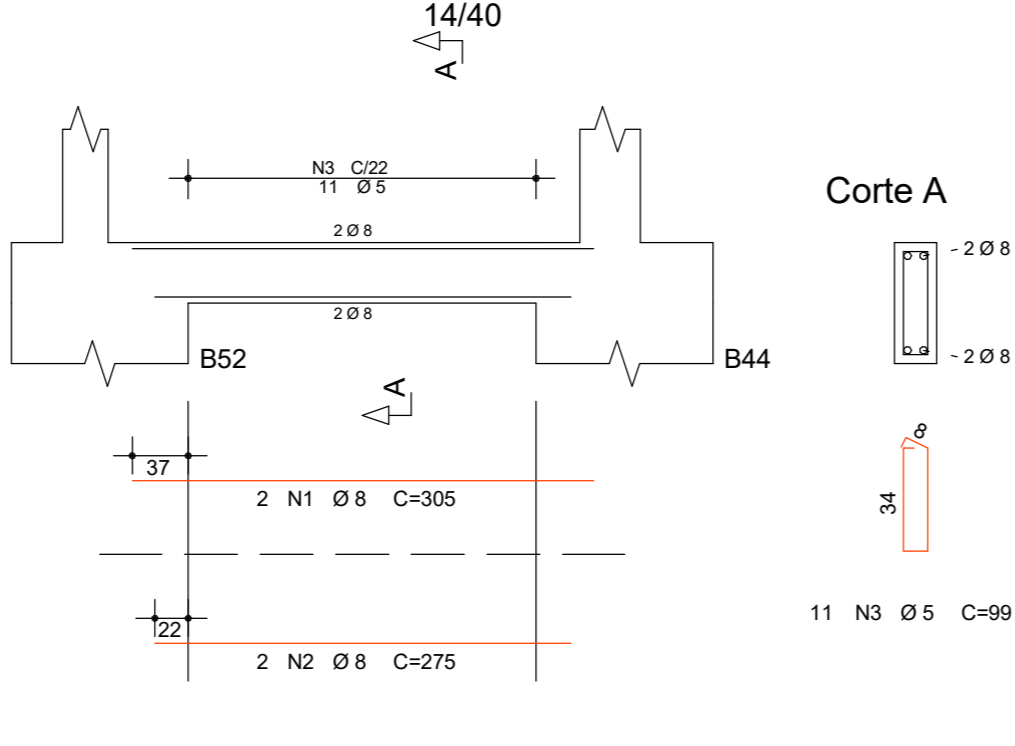 14/40
A
N3 C/22
11 Ø 5
2 Ø 8
2 Ø 8
B52
B44
A
37
2 N1 Ø 8 C=305
22
2 N2 Ø 8 C=275
Corte A
2 Ø 8
2 Ø 8
8
34
11 N3 Ø 5 C=99